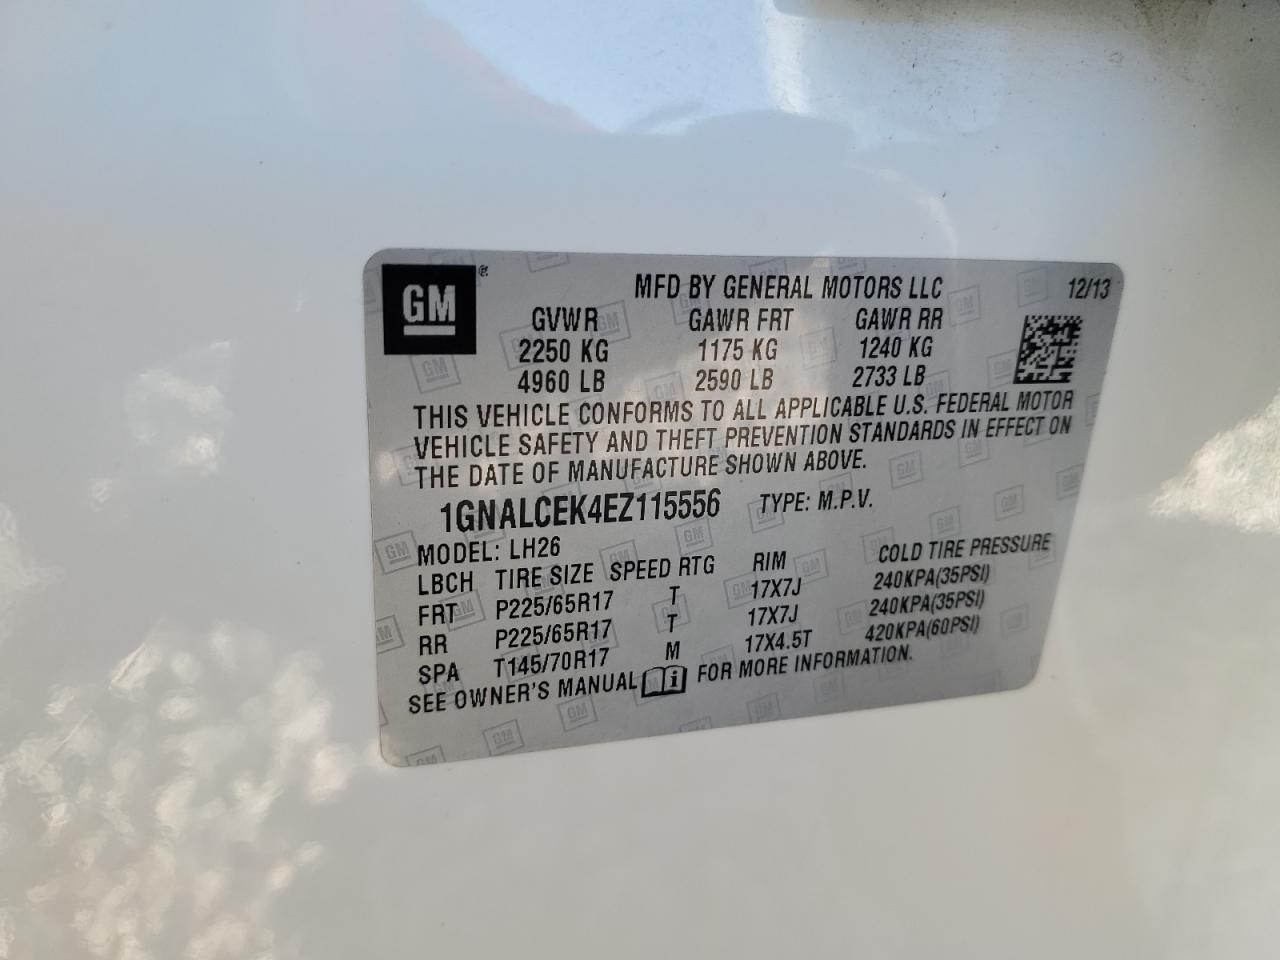 GM
MFD BY GENERAL MOTORS LLC 12/13
GVWR GAWR FRT GAWR RR
2250 KG 1175 KG 1240 KG
4960 LB 2590 LB 2733 LB
THIS VEHICLE CONFORMS TO ALL APPLICABLE U.S. FEDERAL MOTOR
VEHICLE SAFETY AND THEFT PREVENTION STANDARDS IN EFFECT ON
THE DATE OF MANUFACTURE SHOWN ABOVE.
1GNALCEK4EZ115556 TYPE: M.P.V.
MODEL: LH26
LBCH TIRE SIZE SPEED RTG RIM COLD TIRE PRESSURE
FRT P225/65R17 T 17X7J 240KPA(35PSI)
RR P225/65R17 T 17X7J 240KPA(35PSI)
SPA T145/70R17 M 17X4.5T 420KPA(60PSI)
SEE OWNER'S MANUAL i FOR MORE INFORMATION.